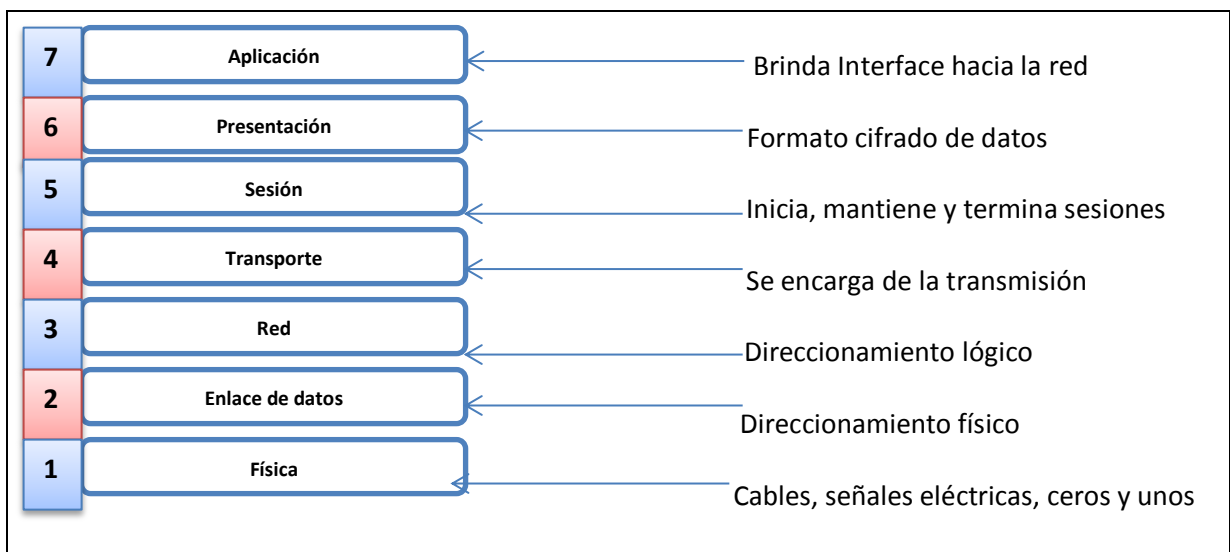 7 Aplicación Brinda Interface hacia la red
6 Presentación Formato cifrado de datos
5 Sesión Inicia, mantiene y termina sesiones
4 Transporte Se encarga de la transmisión
3 Red Direccionamiento lógico
2 Enlace de datos Direccionamiento físico
1 Física Cables, señales eléctricas, ceros y unos